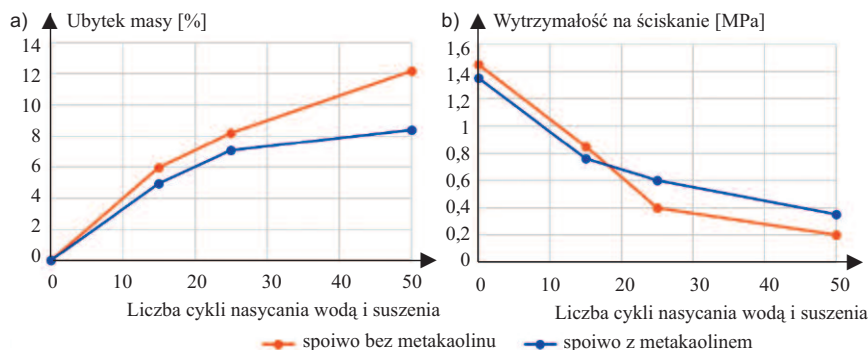 a) Ubytek masy [%]
14
12
10
8
6
4
2
0
0 10 20 30 40 50
Liczba cykli nasycania wodą i suszenia
b) Wytrzymałość na ściskanie [MPa]
1,6
1,4
1,2
1
0,8
0,6
0,4
0,2
0,0
0 10 20 30 40 50
Liczba cykli nasycania wodą i suszenia
spoiwo bez metakaolinu spoiwo z metakaolinem